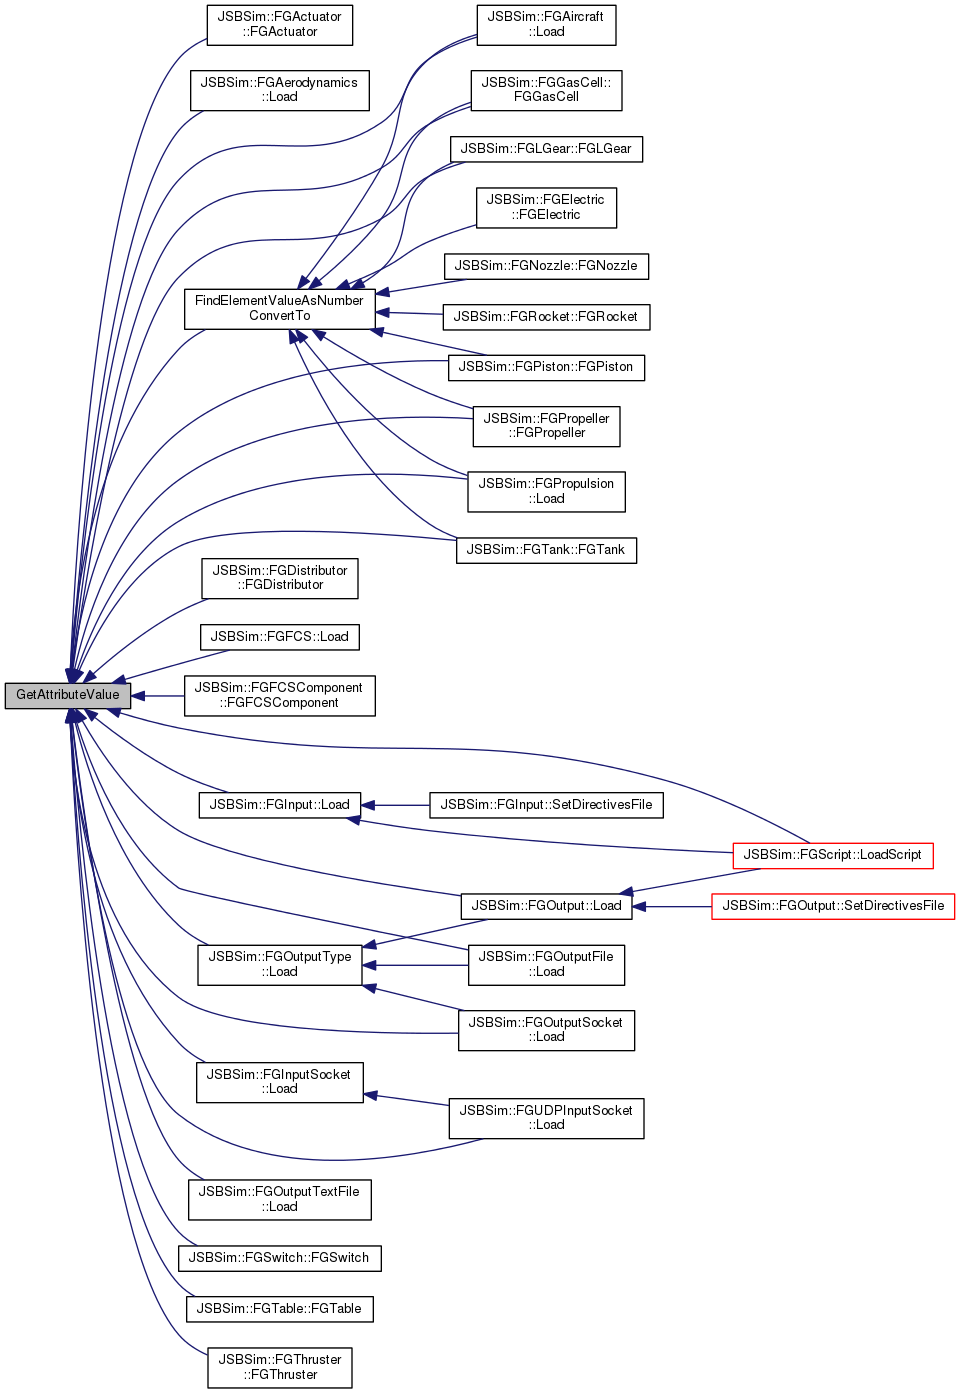 JSBSim::FGActuator
::FGActuator
JSBSim::FGAircraft
::Load
JSBSim::FGAerodynamics
::Load
JSBSim::FGGasCell::
FGGasCell
JSBSim::FGLGear::FGLGear
JSBSim::FGElectric
::FGElectric
JSBSim::FGNozzle::FGNozzle
FindElementValueAsNumber
ConvertTo
JSBSim::FGRocket::FGRocket
JSBSim::FGPiston::FGPiston
JSBSim::FGPropeller
::FGPropeller
JSBSim::FGPropulsion
::Load
JSBSim::FGTank::FGTank
JSBSim::FGDistributor
::FGDistributor
JSBSim::FGFCS::Load
GetAttributeValue
JSBSim::FGFCSComponent
::FGFCSComponent
JSBSim::FGInput::Load
JSBSim::FGInput::SetDirectivesFile
JSBSim::FGScript::LoadScript
JSBSim::FGOutput::Load
JSBSim::FGOutput::SetDirectivesFile
JSBSim::FGOutputType
::Load
JSBSim::FGOutputFile
::Load
JSBSim::FGOutputSocket
::Load
JSBSim::FGInputSocket
::Load
JSBSim::FGUDPInputSocket
::Load
JSBSim::FGOutputTextFile
::Load
JSBSim::FGSwitch::FGSwitch
JSBSim::FGTable::FGTable
JSBSim::FGThruster
::FGThruster